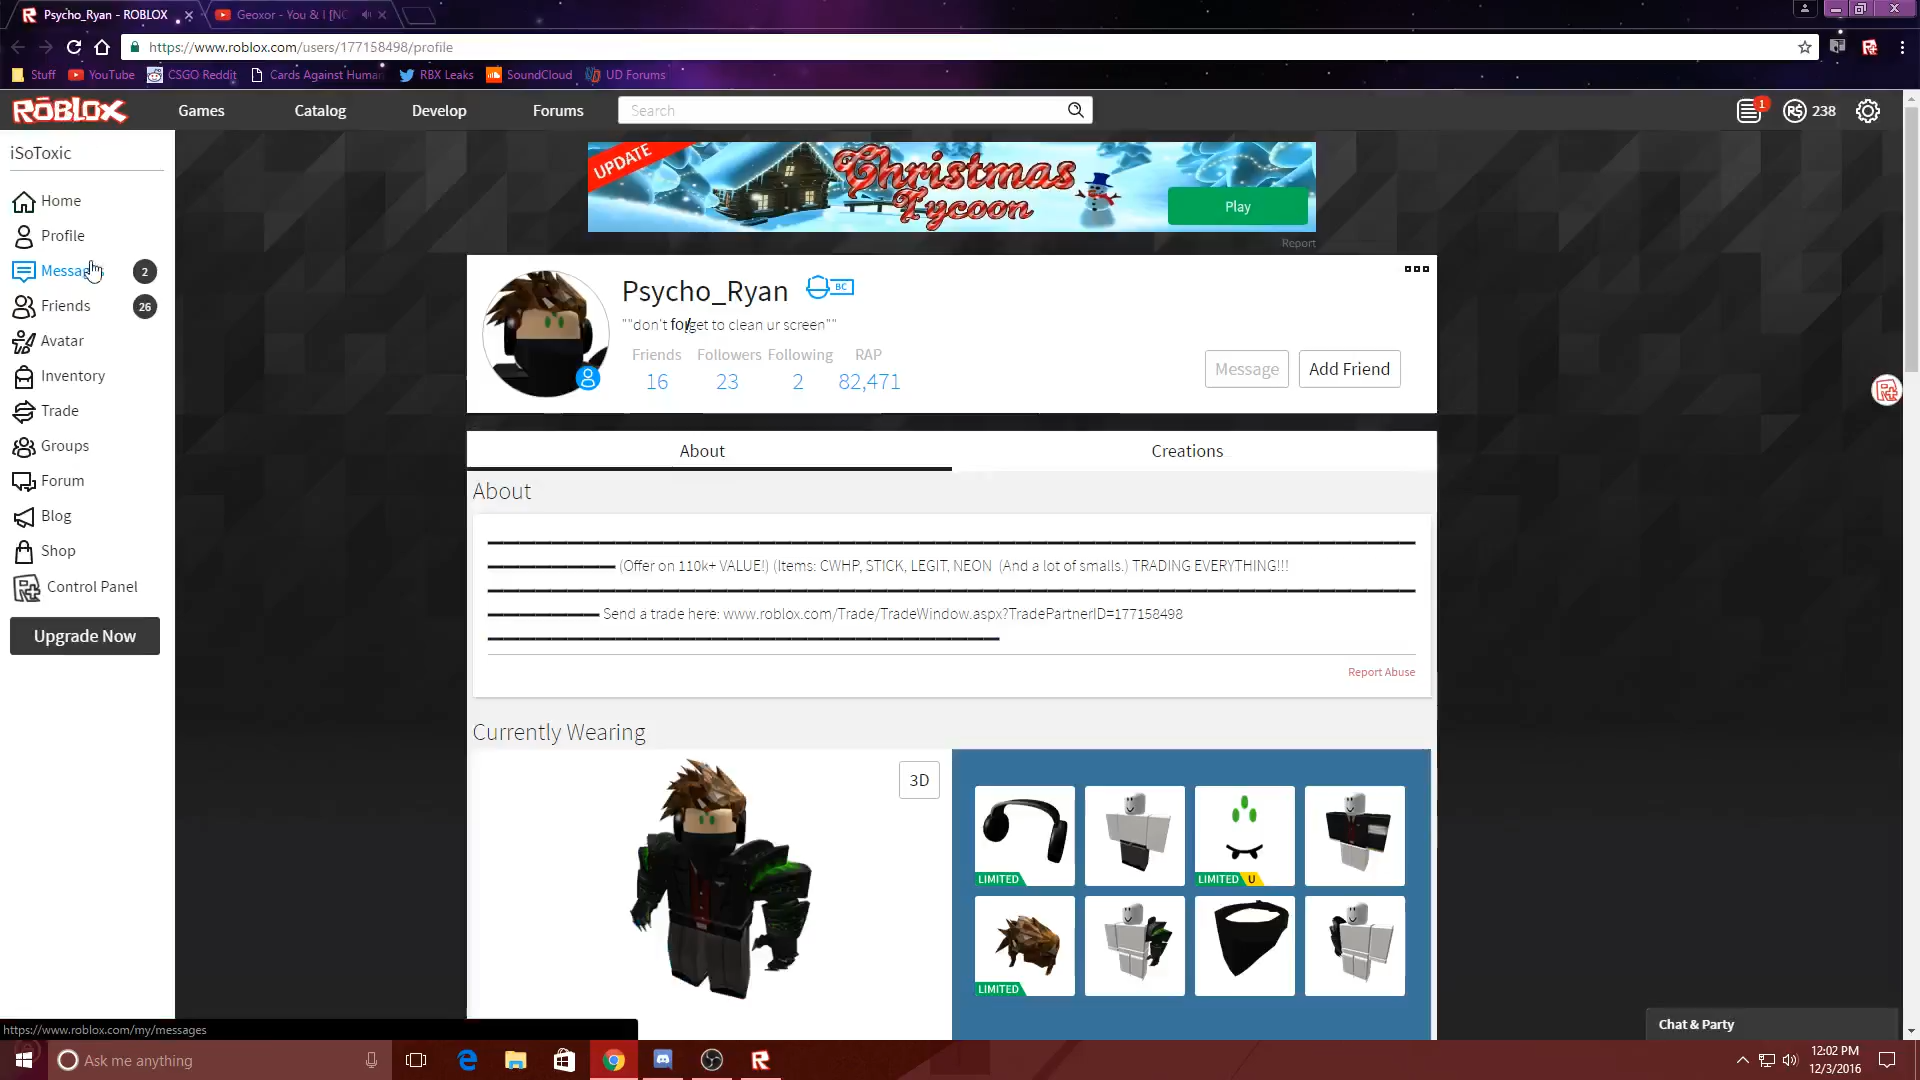 Psycho_Ryan - ROBLOX
Geoxor - You & I [NC
https://www.roblox.com/users/177158498/profile
Stuff YouTube CSGO Reddit Cards Against Human RBX Leaks SoundCloud UD Forums
ROBLOX Games Catalog Develop Forums Search 1 R$ 238
iSoToxic
Home
Profile
Messages 2
Friends 26
Avatar
Inventory
Trade
Groups
Forum
Blog
Shop
Control Panel
Upgrade Now
UPDATE
Christmas
Tycoon
Play
Report
Psycho_Ryan BC
""don't forget to clean ur screen""
Friends Followers Following RAP
16 23 2 82,471
Message Add Friend
About Creations
About
(Offer on 110k+ VALUE!) (Items: CWHP, STICK, LEGIT, NEON (And a lot of smalls.) TRADING EVERYTHING!!!
Send a trade here: www.roblox.com/Trade/TradeWindow.aspx?TradePartnerID=177158498
Report Abuse
Currently Wearing
3D
LIMITED
LIMITED U
LIMITED
https://www.roblox.com/my/messages
Chat & Party
Ask me anything
12:02 PM
12/3/2016